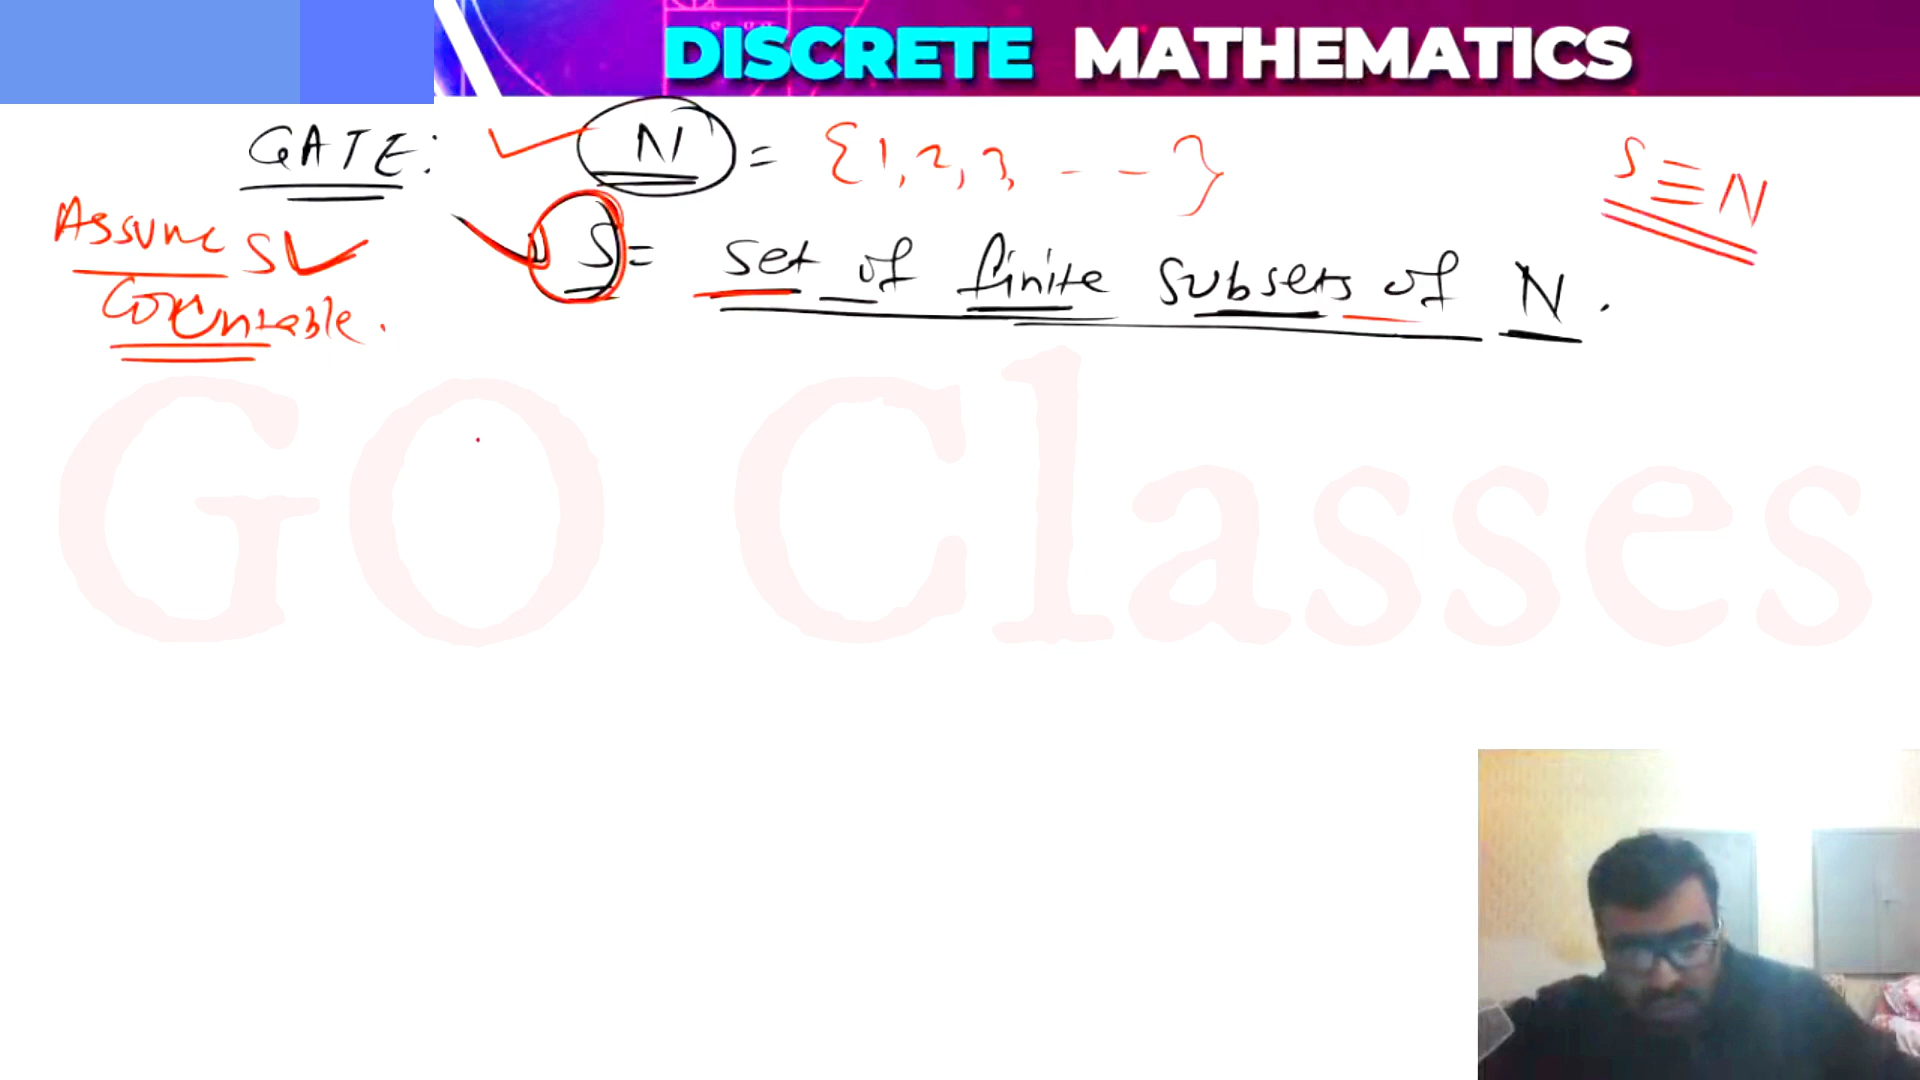 DISCRETE MATHEMATICS
GATE: N = {1, 2, 3, - - }
S ≡ N
Assume S
Countable.
S = set of finite subsets of N.
GO Classes